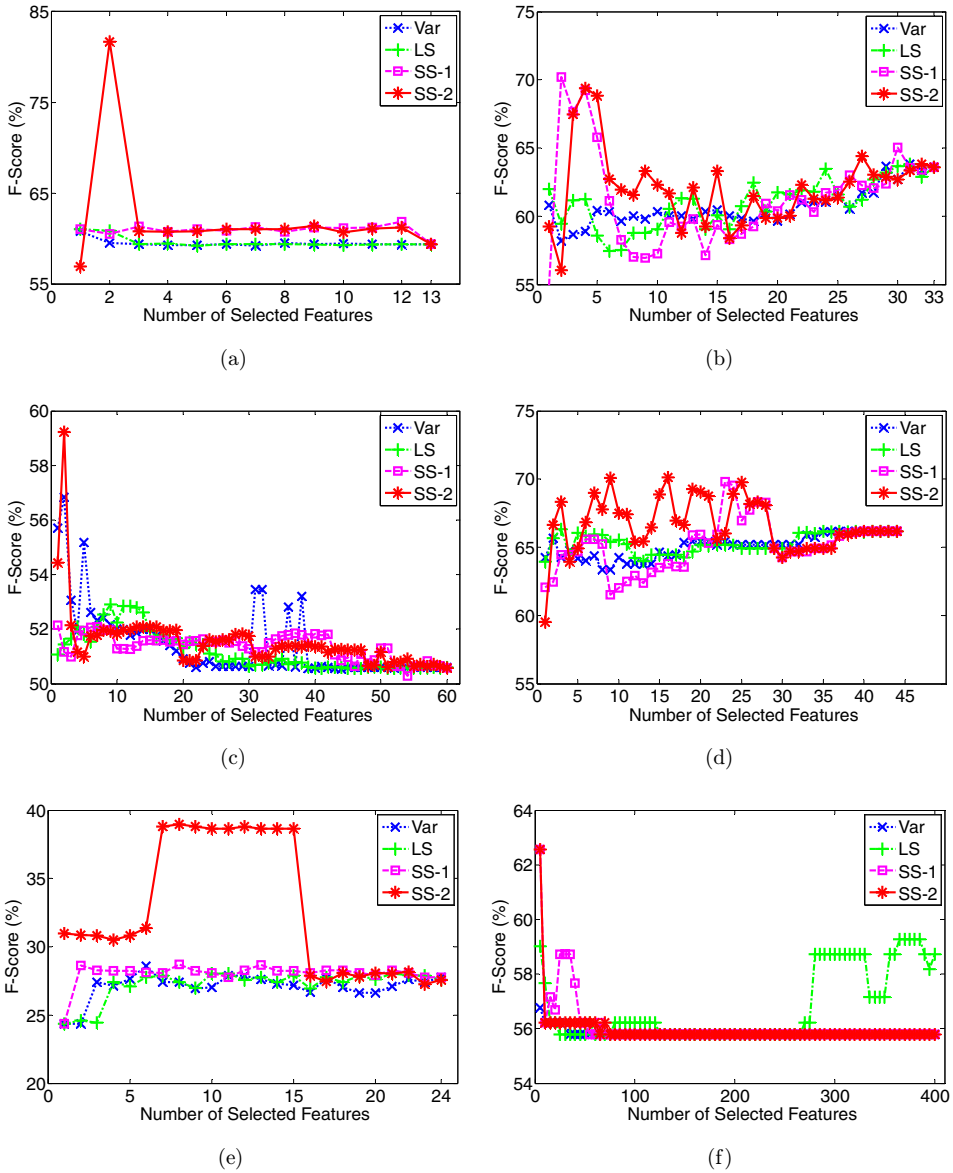 85
75
65
55
F-Score (%)
0 2 4 6 8 10 12 13
Number of Selected Features
Var
LS
SS-1
SS-2
(a)
75
70
65
60
55
F-Score (%)
0 5 10 15 20 25 30 33
Number of Selected Features
Var
LS
SS-1
SS-2
(b)
60
58
56
54
52
50
F-Score (%)
0 10 20 30 40 50 60
Number of Selected Features
Var
LS
SS-1
SS-2
(c)
75
70
65
60
55
F-Score (%)
0 5 10 15 20 25 30 35 40 45
Number of Selected Features
Var
LS
SS-1
SS-2
(d)
40
35
30
25
20
F-Score (%)
0 5 10 15 20 24
Number of Selected Features
Var
LS
SS-1
SS-2
(e)
64
62
60
58
56
54
F-Score (%)
0 100 200 300 400
Number of Selected Features
Var
LS
SS-1
SS-2
(f)